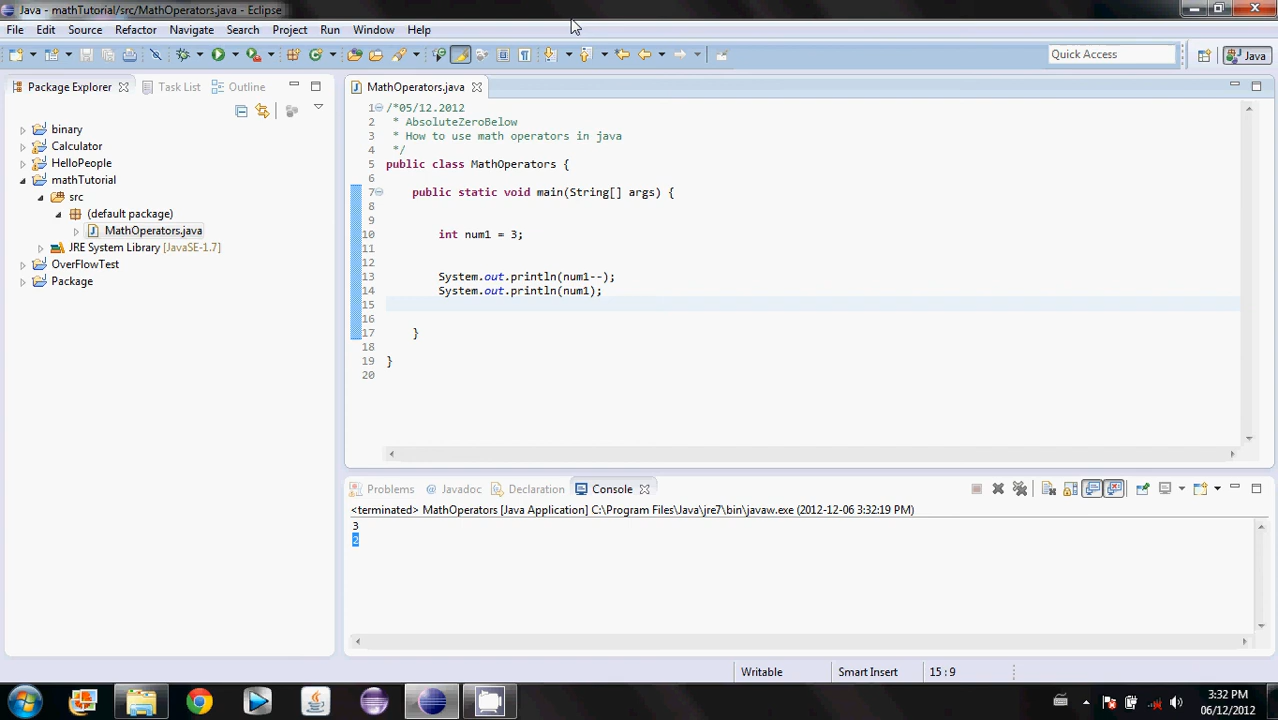 Java - mathTutorial/src/MathOperators.java - Eclipse
File Edit Source Refactor Navigate Search Project Run Window Help
Quick Access Java
Package Explorer Task List Outline
binary
Calculator
HelloPeople
mathTutorial
src
(default package)
MathOperators.java
JRE System Library [JavaSE-1.7]
OverFlowTest
Package
MathOperators.java
1 /*05/12.2012
2 * AbsoluteZeroBelow
3 * How to use math operators in java
4 */
5 public class MathOperators {
6
7 public static void main(String[] args) {
8
9
10 int num1 = 3;
11
12
13 System.out.println(num1--);
14 System.out.println(num1);
15
16
17 }
18
19 }
20
Problems Javadoc Declaration Console
<terminated> MathOperators [Java Application] C:\Program Files\Java\jre7\bin\javaw.exe (2012-12-06 3:32:19 PM)
3
2
Writable Smart Insert 15 : 9
3:32 PM
06/12/2012